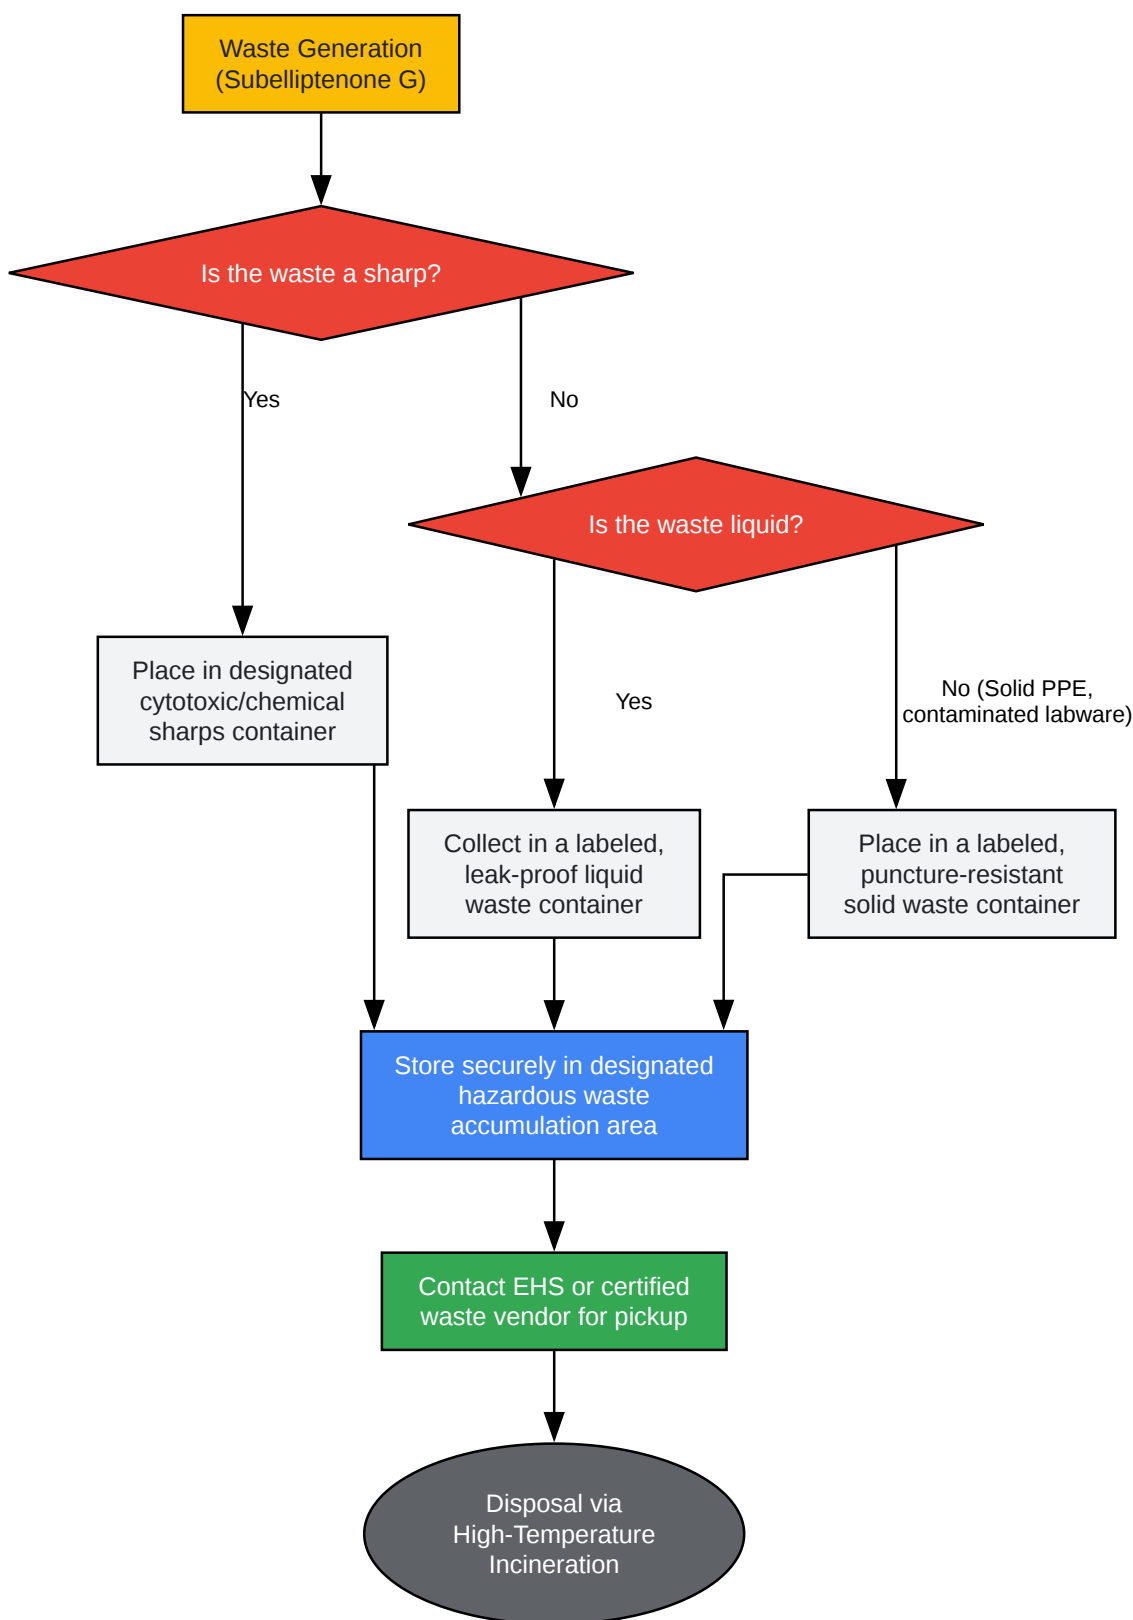 Waste Generation
(Subelliptenone G)
Is the waste a sharp?
Yes
No
Is the waste liquid?
Place in designated
cytotoxic/chemical
sharps container
Yes
No (Solid PPE,
contaminated labware)
Collect in a labeled,
leak-proof liquid
waste container
Place in a labeled,
puncture-resistant
solid waste container
Store securely in designated
hazardous waste
accumulation area
Contact EHS or certified
waste vendor for pickup
Disposal via
High-Temperature
Incineration